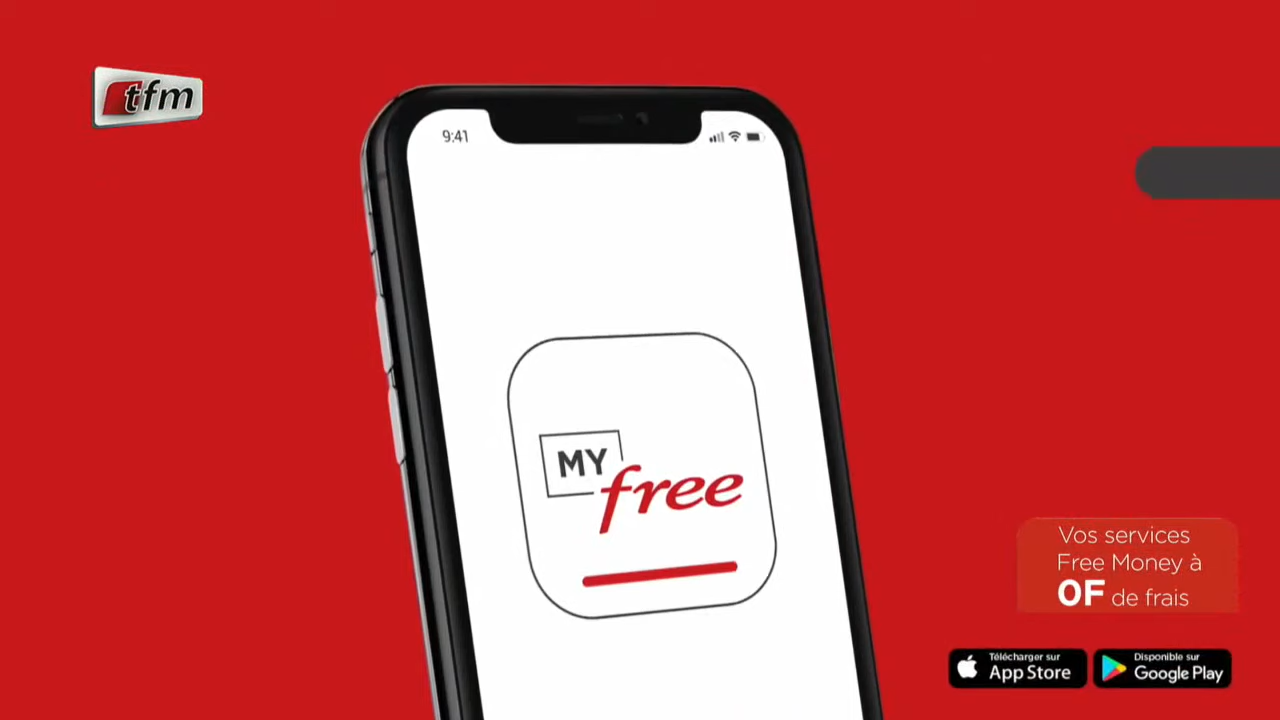 tfm
9:41
MY
free
Vos services
Free Money à
0F de frais
Télécharger sur
App Store
Disponible sur
Google Play